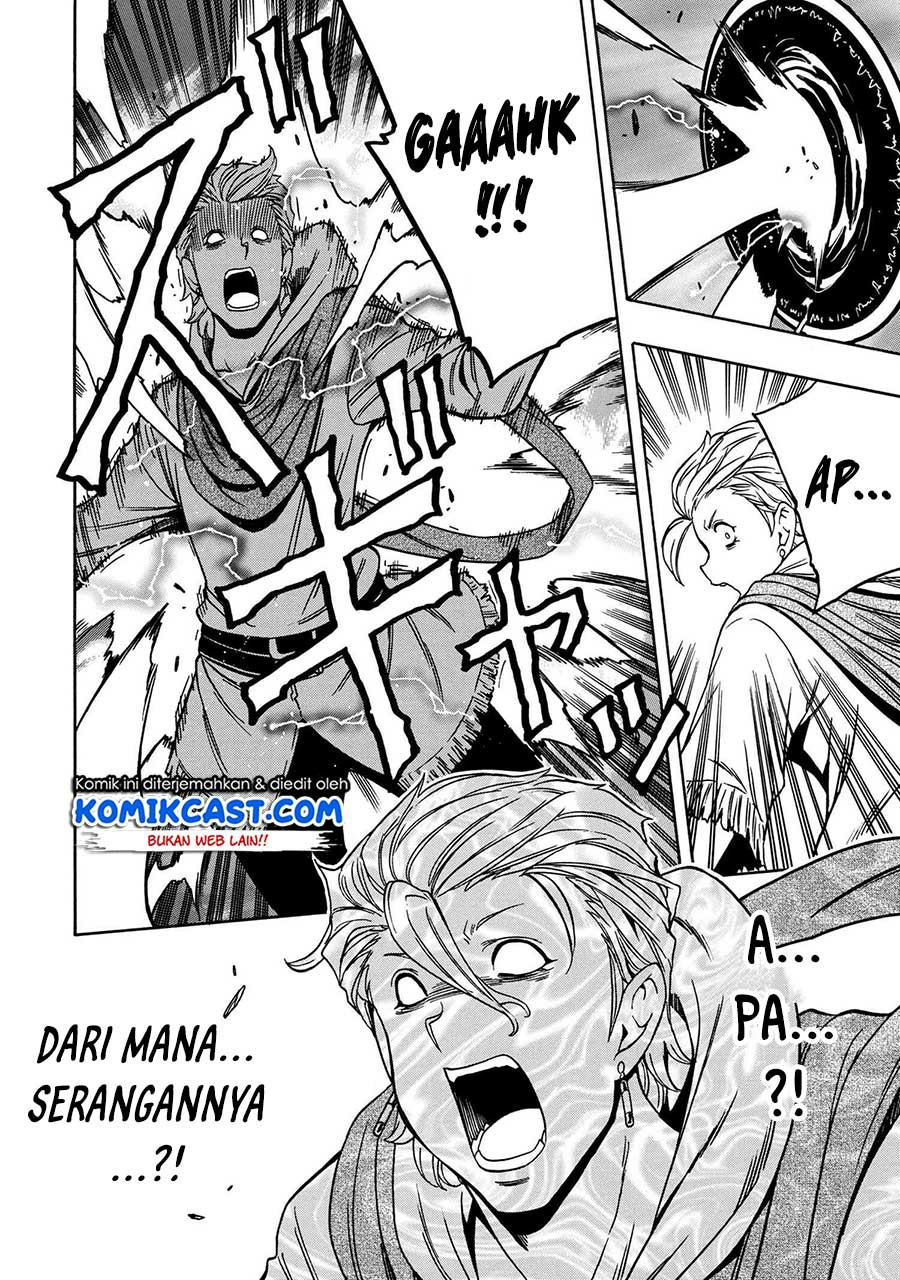 AP...
GAAAHK
!!!
ズギャッ
A...
PA...
?!
DARI MANA...
SERANGANNYA
...?!
Komik ini diterjemahkan & diedit oleh
KOMIKCAST.COM
BUKAN WEB LAIN!!